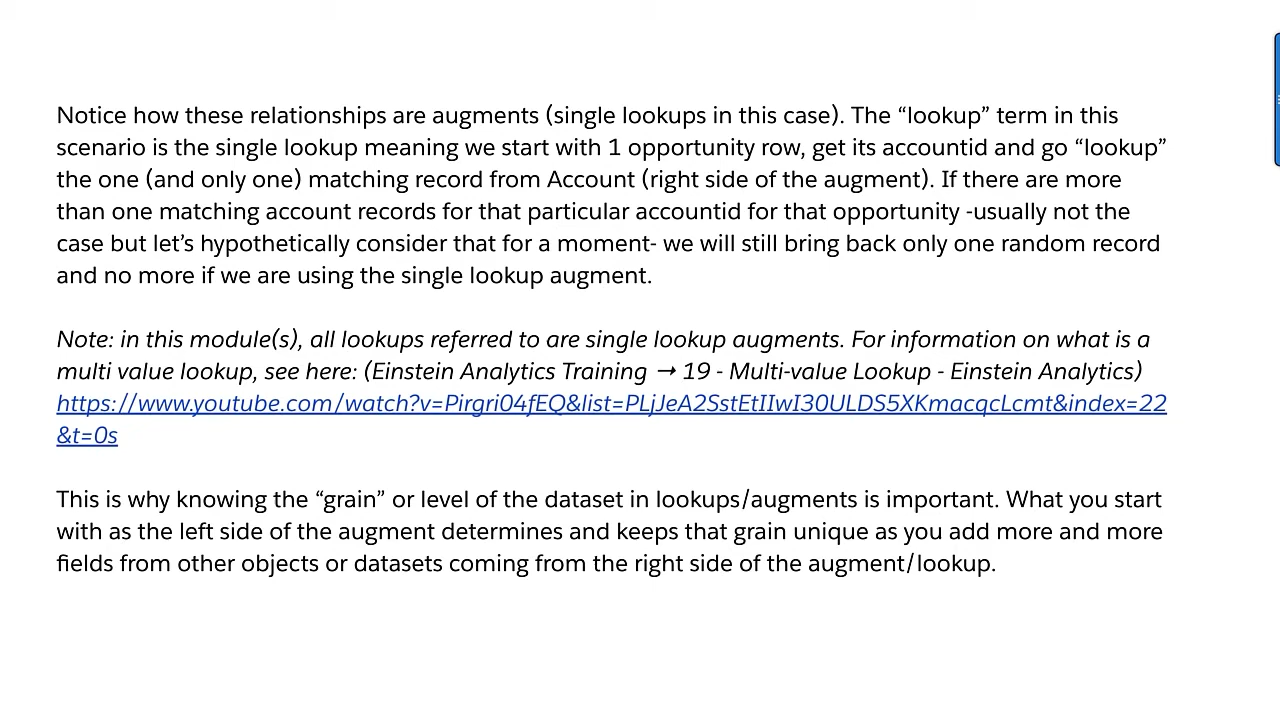 Notice how these relationships are augments (single lookups in this case). The “lookup” term in this
scenario is the single lookup meaning we start with 1 opportunity row, get its accountid and go “lookup”
the one (and only one) matching record from Account (right side of the augment). If there are more
than one matching account records for that particular accountid for that opportunity -usually not the
case but let’s hypothetically consider that for a moment- we will still bring back only one random record
and no more if we are using the single lookup augment.
Note: in this module(s), all lookups referred to are single lookup augments. For information on what is a
multi value lookup, see here: (Einstein Analytics Training → 19 - Multi-value Lookup - Einstein Analytics)
https://www.youtube.com/watch?v=Pirgri04fEQ&list=PLjJeA2SstEtIIwI30ULDS5XKmacqcLcmt&index=22
&t=0s
This is why knowing the “grain” or level of the dataset in lookups/augments is important. What you start
with as the left side of the augment determines and keeps that grain unique as you add more and more
fields from other objects or datasets coming from the right side of the augment/lookup.